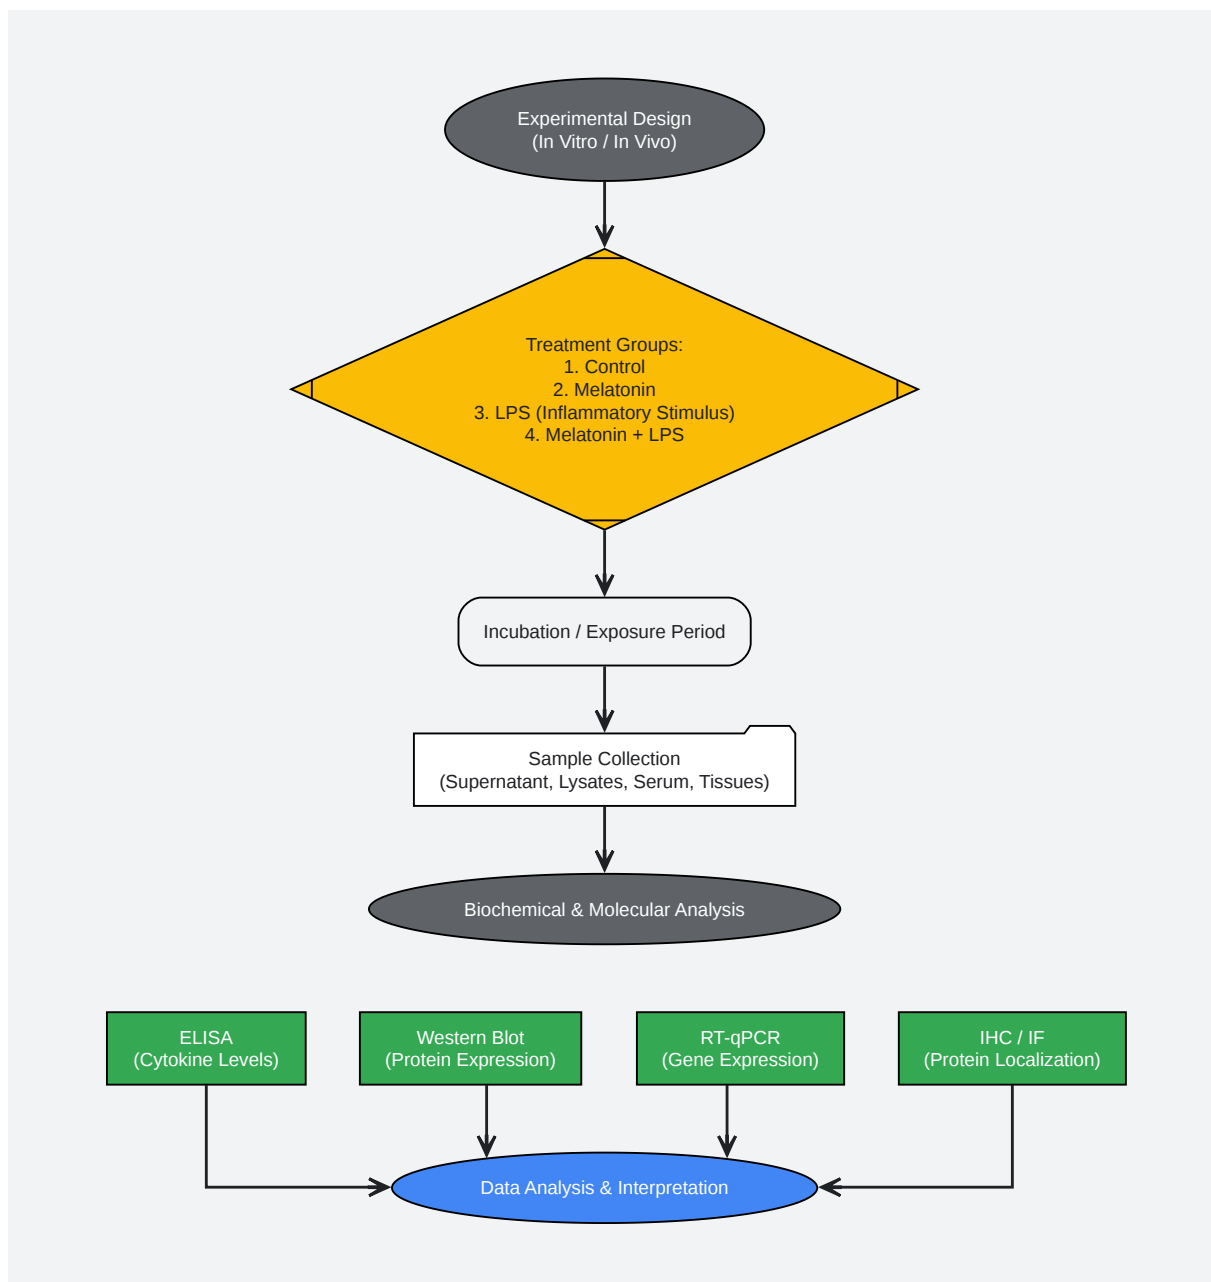 Experimental Design
(In Vitro / In Vivo)
Treatment Groups:
1. Control
2. Melatonin
3. LPS (Inflammatory Stimulus)
4. Melatonin + LPS
Incubation / Exposure Period
Sample Collection
(Supernatant, Lysates, Serum, Tissues)
Biochemical & Molecular Analysis
ELISA
(Cytokine Levels)
Western Blot
(Protein Expression)
RT-qPCR
(Gene Expression)
IHC / IF
(Protein Localization)
Data Analysis & Interpretation